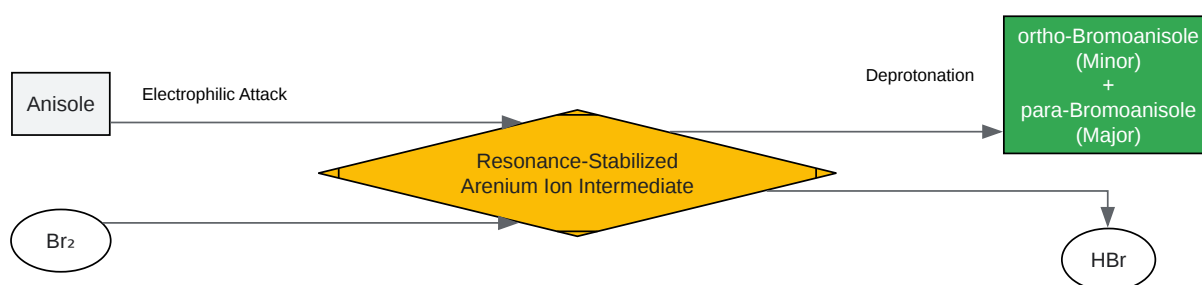 Anisole
Electrophilic Attack
Br₂
Resonance-Stabilized
Arenium Ion Intermediate
Deprotonation
ortho-Bromoanisole
(Minor)
+
para-Bromoanisole
(Major)
HBr